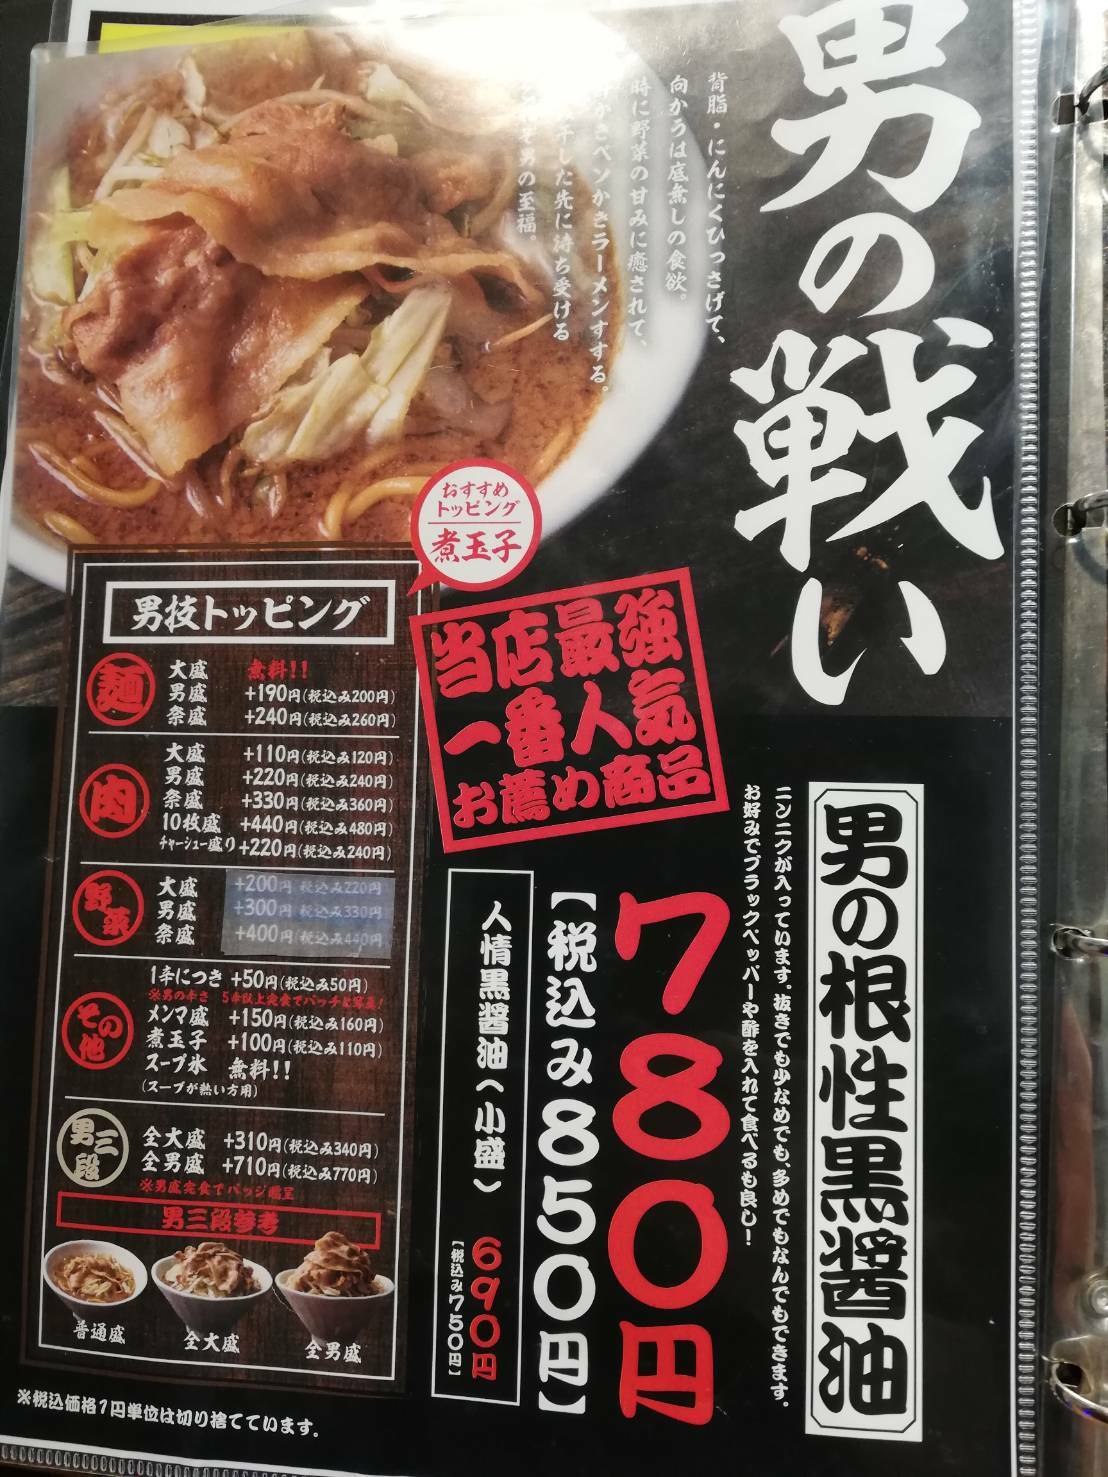 男の戦い
背脂・にんにくひっさげて、
向かうは底無しの食欲。
時に野菜の甘みに癒されて、
かきベンかきラーメンする。
干した先に待ち受ける
男の至福。
おすすめ
トッピング
煮玉子
男技トッピング
麺
大盛 無料!!
男盛 +190円(税込み200円)
祭盛 +240円(税込み260円)
肉
大盛 +110円(税込み120円)
男盛 +220円(税込み240円)
祭盛 +330円(税込み360円)
10枚盛 +440円(税込み480円)
チャーシュー盛り +220円(税込み240円)
野菜
大盛 +200円 税込み220円
男盛 +300円 税込み330円
祭盛 +400円 税込み440円
その他
1辛につき +50円(税込み50円)
※男の辛さ 5辛以上完食でバッチと写真!
メンマ盛 +150円(税込み160円)
煮玉子 +100円(税込み110円)
スープ氷 無料!!
(スープが熱い方用)
男三段
全大盛 +310円(税込み340円)
全男盛 +710円(税込み770円)
※男盛完食でバッジ贈呈
男三段参考
普通盛
全大盛
全男盛
※税込価格1円単位は切り捨てています。
当店最強
一番人気
お薦め商品
男の根性黒醤油
ニンニクが入っています。抜きでも少なめでも、多めでもなんでもできます。
お好みでブラックペッパーや酢を入れて食べるも良し!
780円
【税込み850円】
人情黒醤油(小盛)
690円
【税込み750円】